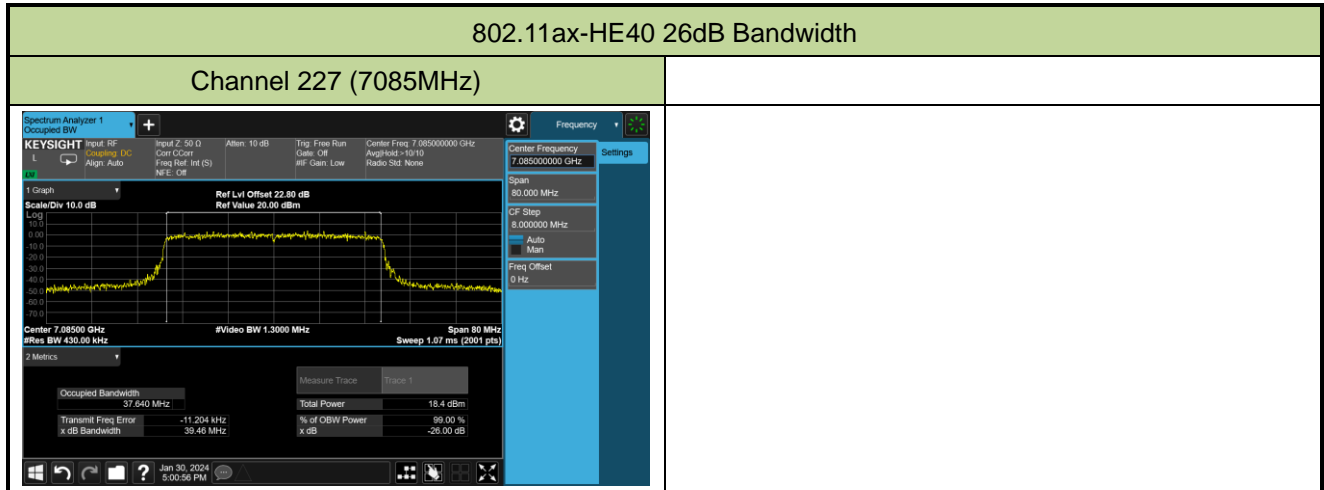 802.11ax-HE40 26dB Bandwidth
Channel 227 (7085MHz)
Spectrum Analyzer 1
Occupied BW
Frequency
KEYSIGHT
L
Input: RF
Coupling: DC
Align: Auto
Input Z: 50 Ω
Corr CCorr
Freq Ref: Int (S)
NFE: Off
Atten: 10 dB
Trig: Free Run
Gate: Off
#IF Gain: Low
Center Freq: 7.085000000 GHz
Avg|Hold:>10/10
Radio Std: None
Center Frequency
7.085000000 GHz
Settings
Span
80.000 MHz
CF Step
8.000000 MHz
Auto
Man
Freq Offset
0 Hz
1 Graph
Scale/Div 10.0 dB
Ref Lvl Offset 22.80 dB
Ref Value 20.00 dBm
Log
10.0
0.00
-10.0
-20.0
-30.0
-40.0
-50.0
-60.0
-70.0
Center 7.08500 GHz
#Res BW 430.00 kHz
#Video BW 1.3000 MHz
Span 80 MHz
Sweep 1.07 ms (2001 pts)
2 Metrics
Measure Trace Trace 1
Occupied Bandwidth
37.640 MHz
Total Power 18.4 dBm
Transmit Freq Error -11.204 kHz
% of OBW Power 99.00 %
x dB Bandwidth 39.46 MHz
x dB -26.00 dB
Jan 30, 2024
5:00:56 PM